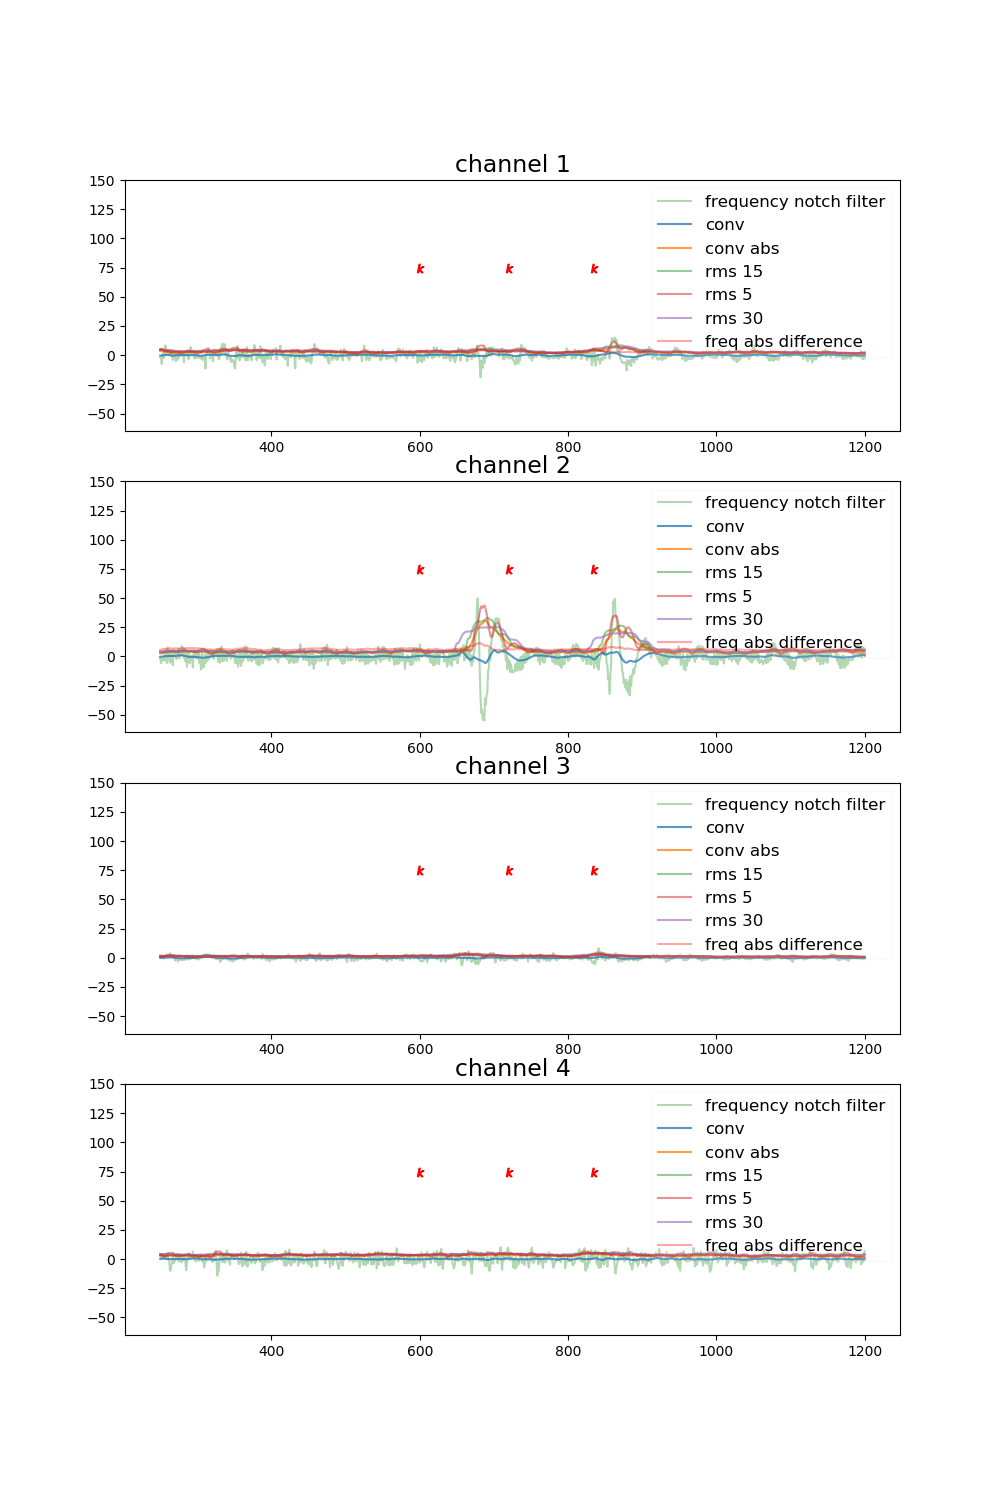 channel 1
150
125
100
75
50
25
0
−25
−50
k k k
frequency notch filter
conv
conv abs
rms 15
rms 5
rms 30
freq abs difference
400 600 800 1000 1200
channel 2
150
125
100
75
50
25
0
−25
−50
k k k
frequency notch filter
conv
conv abs
rms 15
rms 5
rms 30
freq abs difference
400 600 800 1000 1200
channel 3
150
125
100
75
50
25
0
−25
−50
k k k
frequency notch filter
conv
conv abs
rms 15
rms 5
rms 30
freq abs difference
400 600 800 1000 1200
channel 4
150
125
100
75
50
25
0
−25
−50
k k k
frequency notch filter
conv
conv abs
rms 15
rms 5
rms 30
freq abs difference
400 600 800 1000 1200